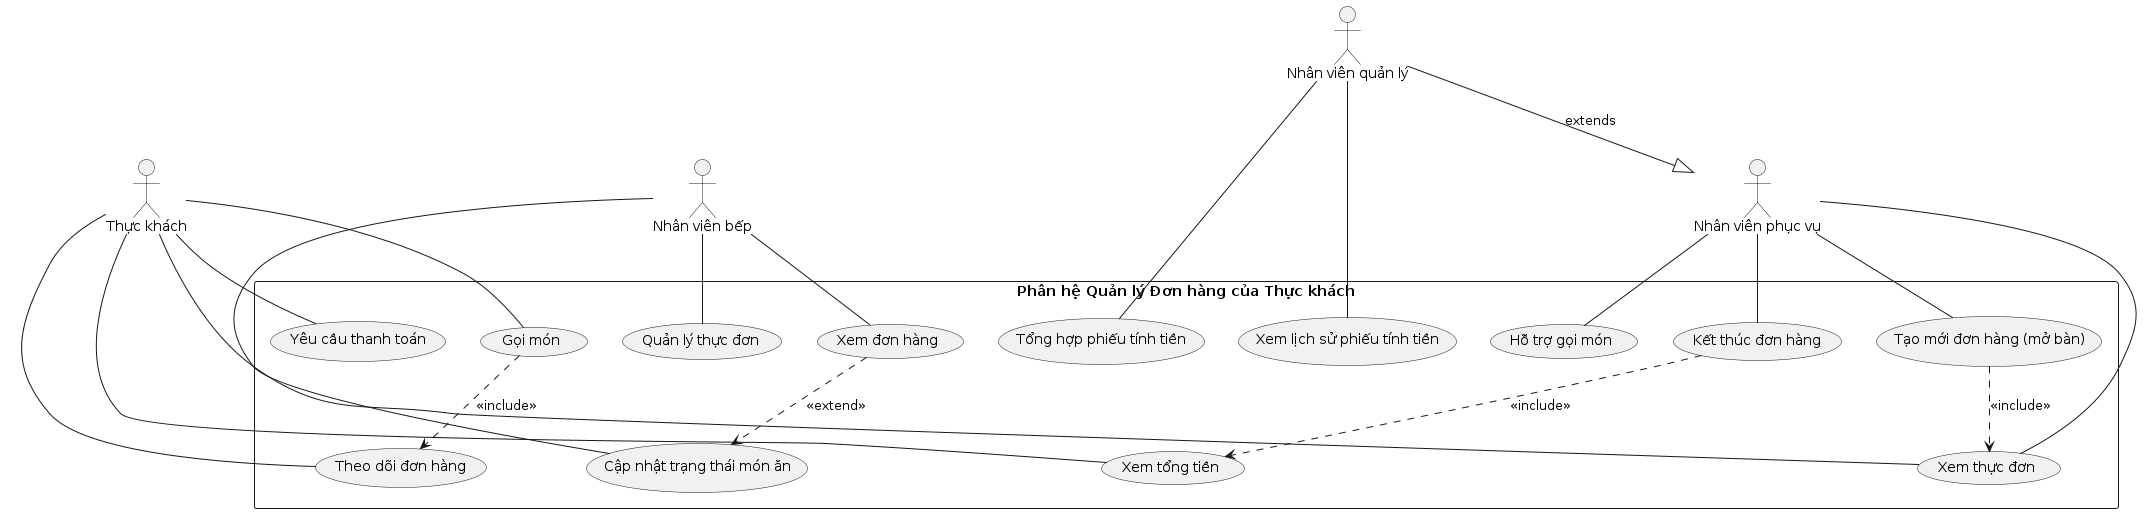 Nhân viên quản lý
extends
Thực khách
Nhân viên bếp
Nhân viên phục vụ
Phân hệ Quản lý Đơn hàng của Thực khách
Yêu cầu thanh toán
Gọi món
Quản lý thực đơn
Xem đơn hàng
Tổng hợp phiếu tính tiền
Xem lịch sử phiếu tính tiền
Hỗ trợ gọi món
Kết thúc đơn hàng
Tạo mới đơn hàng (mở bàn)
«include»
«extend»
«include»
«include»
Theo dõi đơn hàng
Cập nhật trạng thái món ăn
Xem tổng tiền
Xem thực đơn